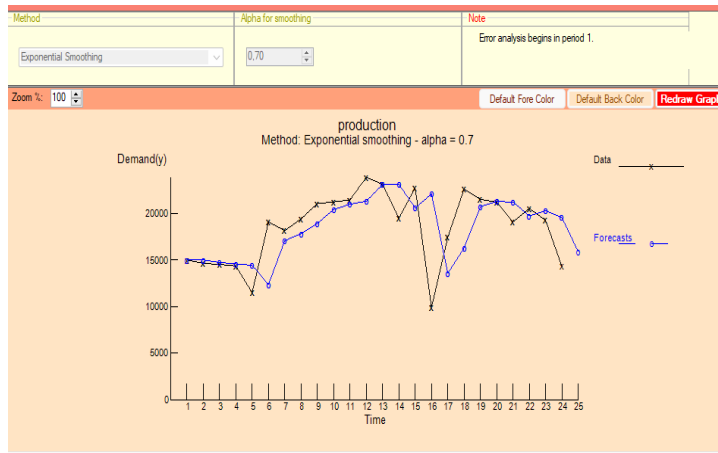 Method
Alpha for smoothing
Note
Exponential Smoothing
0,70
Error analysis begins in period 1.
Zoom %: 100
Default Fore Color
Default Back Color
Redraw Graph
production
Method: Exponential smoothing - alpha = 0.7
Demand(y)
Data
Forecasts
20000
15000
10000
5000
0
1 2 3 4 5 6 7 8 9 10 11 12 13 14 15 16 17 18 19 20 21 22 23 24 25
Time